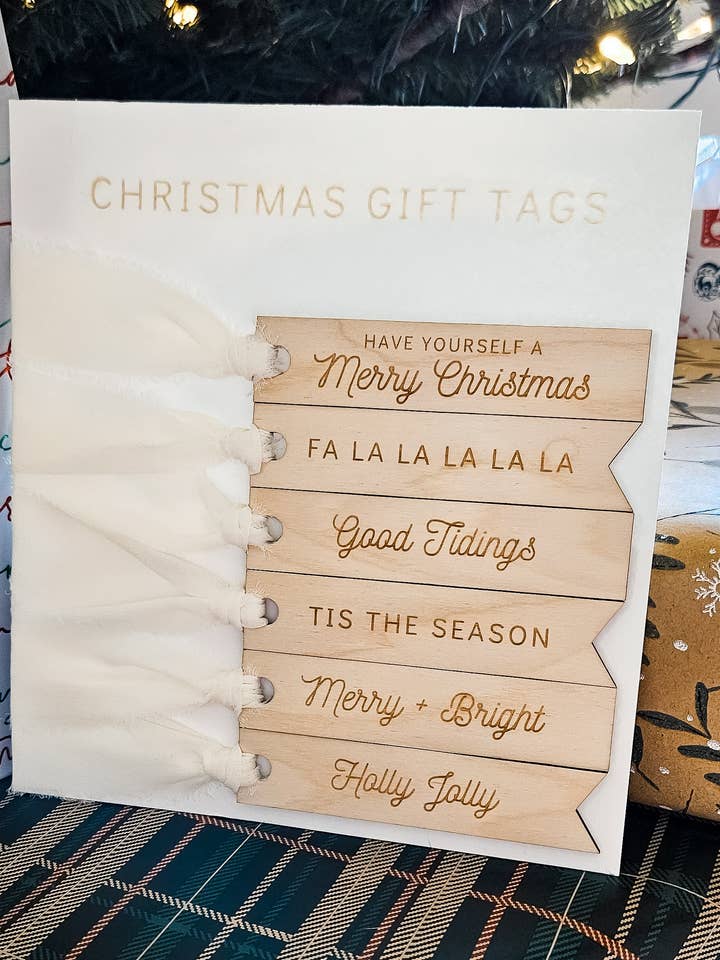 CHRISTMAS GIFT TAGS
HAVE YOURSELF A
Merry Christmas
FA LA LA LA LA LA
Good Tidings
TIS THE SEASON
Merry + Bright
Holly Jolly